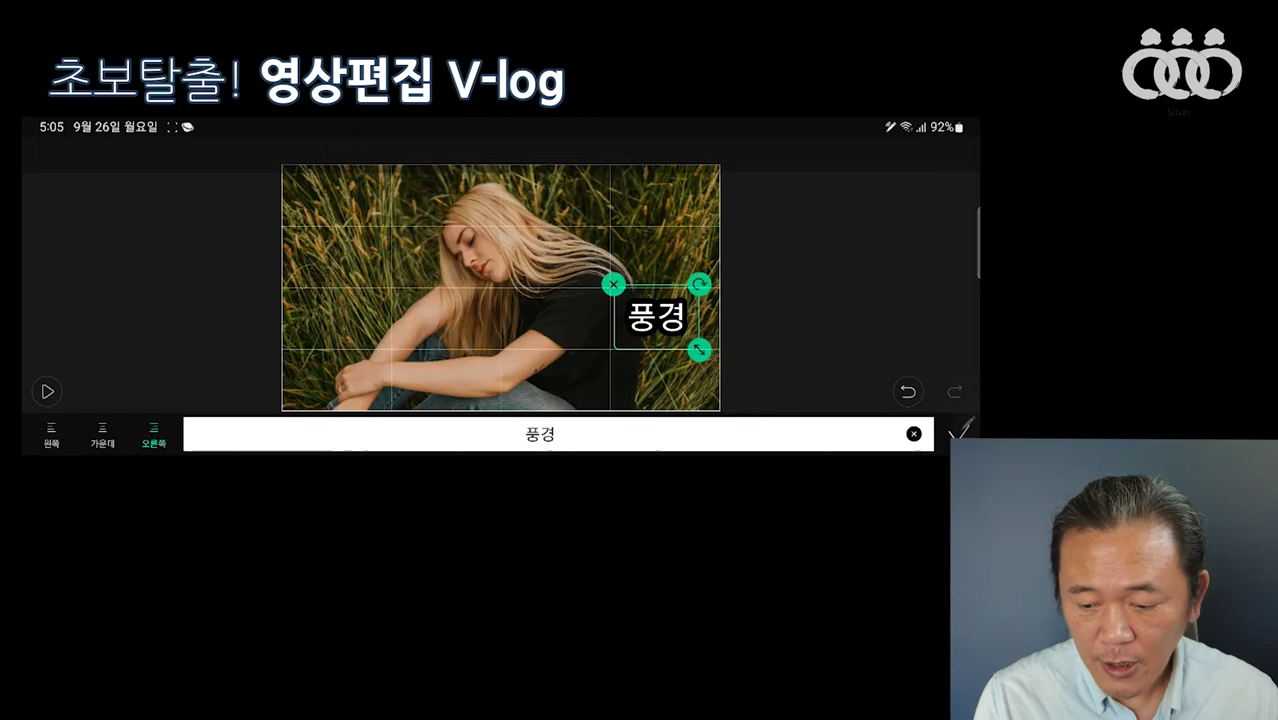 초보탈출! 영상편집 V-log
Silver
5:05 9월 26일 월요일 92%
풍경
왼쪽 가운데 오른쪽 풍경